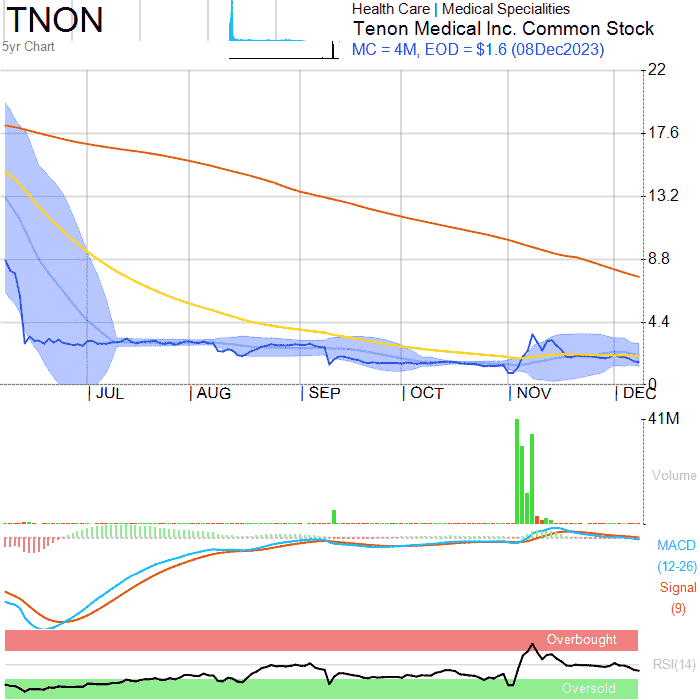 TNON
5yr Chart
Health Care | Medical Specialities
Tenon Medical Inc. Common Stock
MC = 4M, EOD = $1.6 (08Dec2023)
22
17.6
13.2
8.8
4.4
0
JUL AUG SEP OCT NOV DEC
41M
Volume
MACD
(12-26)
Signal
(9)
Overbought
RSI(14)
Oversold